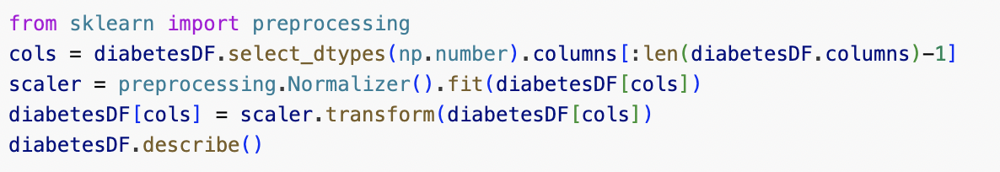 from sklearn import preprocessing
cols = diabetesDF.select_dtypes(np.number).columns[:len(diabetesDF.columns)-1]
scaler = preprocessing.Normalizer().fit(diabetesDF[cols])
diabetesDF[cols] = scaler.transform(diabetesDF[cols])
diabetesDF.describe()